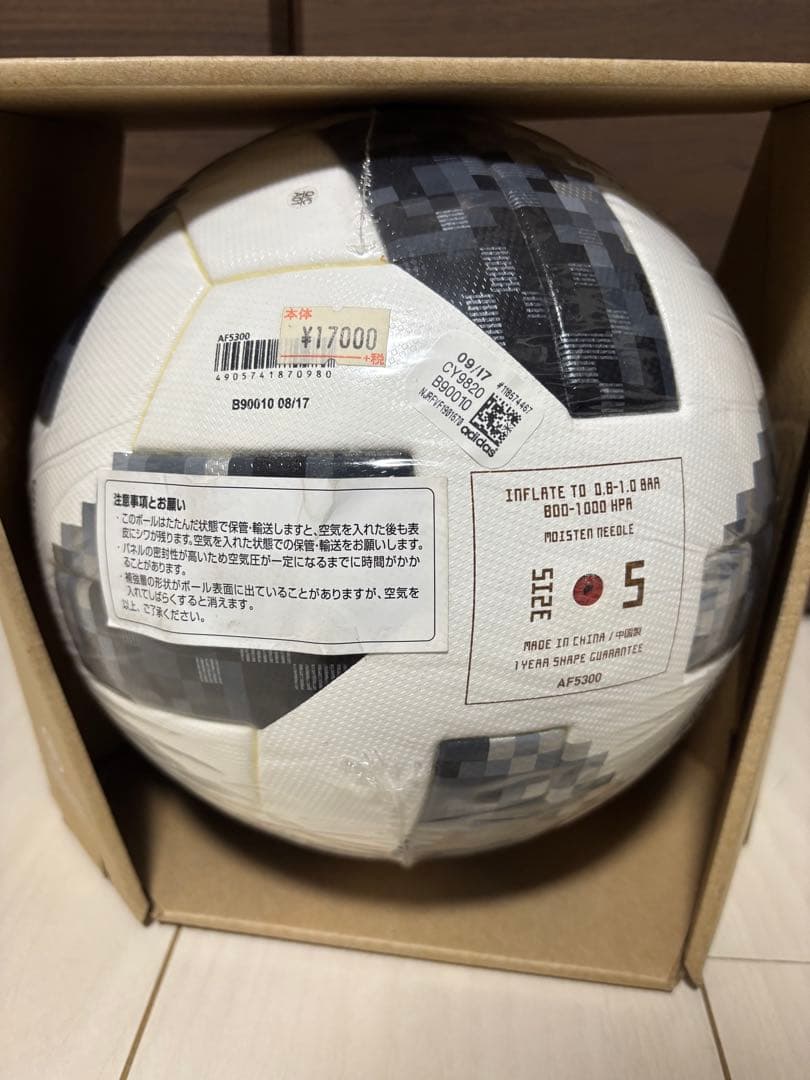 本体
¥17000
+税
AF5300
4905741870980
B90010 08/17
09/17
CY9820
B90010
#18574467
adidas
注意事項とお願い
・このボールはたたんだ状態で保管・輸送しますと、空気を入れた後も表
皮にシワが残ります。空気を入れた状態での保管・輸送をお願いします。
・パネルの密封性が高いため空気圧が一定になるまでに時間がかか
ることがあります。
・補強層の形状がボール表面に出ていることがありますが、空気を
入れてしばらくすると消えます。
以上、ご了承ください。
INFLATE TO 0,8-1.0 BAR
800-1000 HPA
MOISTEN NEEDLE
SIZE
5
MADE IN CHINA / 中国製
1 YEAR SHAPE GUARANTEE
AF5300